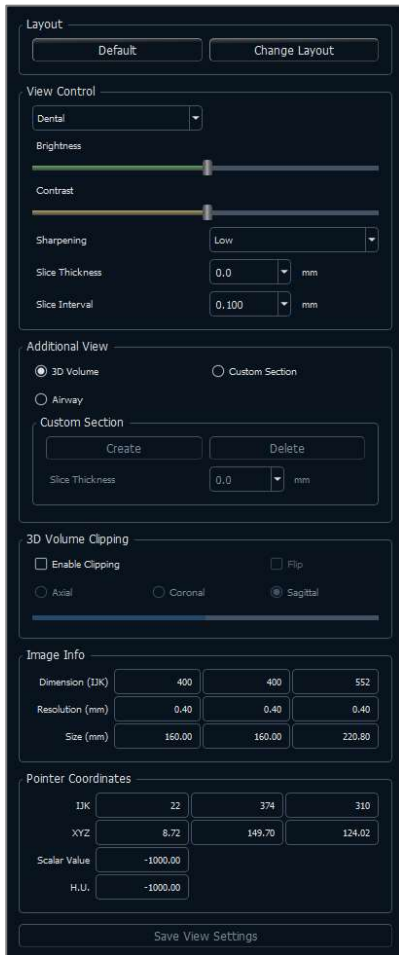 Layout
Default Change Layout
View Control
Dental
Brightness
Contrast
Sharpening Low
Slice Thickness 0.0 mm
Slice Interval 0.100 mm
Additional View
3D Volume Custom Section
Airway
Custom Section
Create Delete
Slice Thickness 0.0 mm
3D Volume Clipping
Enable Clipping Flip
Axial Coronal Sagittal
Image Info
Dimension (IJK) 400 400 552
Resolution (mm) 0.40 0.40 0.40
Size (mm) 160.00 160.00 220.80
Pointer Coordinates
IJK 22 374 310
XYZ 8.72 149.70 124.02
Scalar Value -1000.00
H.U. -1000.00
Save View Settings